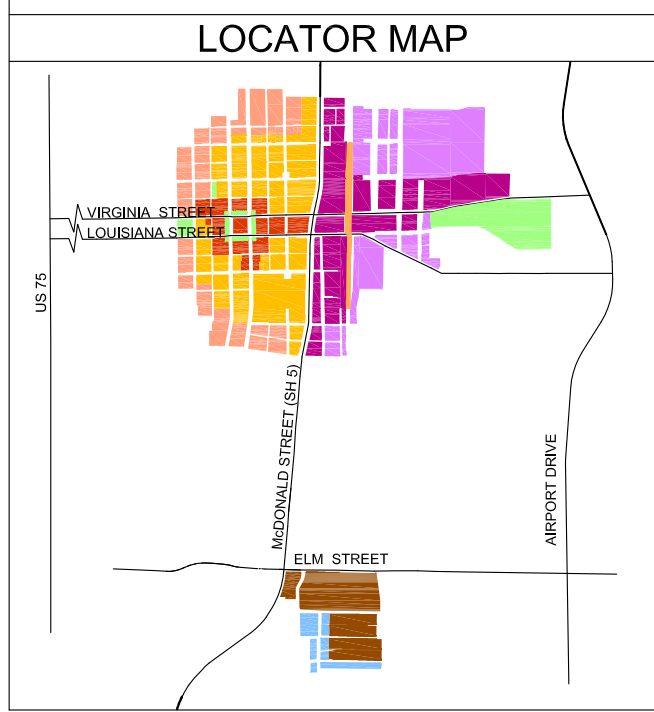 LOCATOR MAP
VIRGINIA STREET
LOUISIANA STREET
US 75
McDONALD STREET (SH 5)
AIRPORT DRIVE
ELM STREET